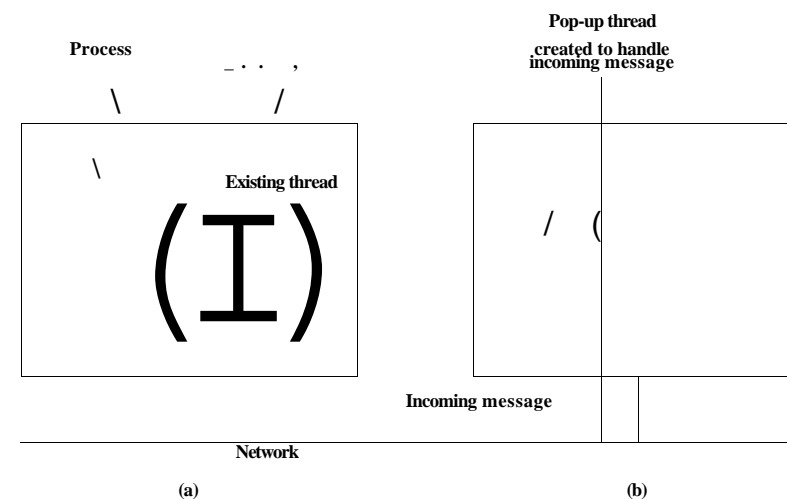 Pop-up thread
Process
created to handle
incoming message
Existing thread
Incoming message
Network
(a)
(b)